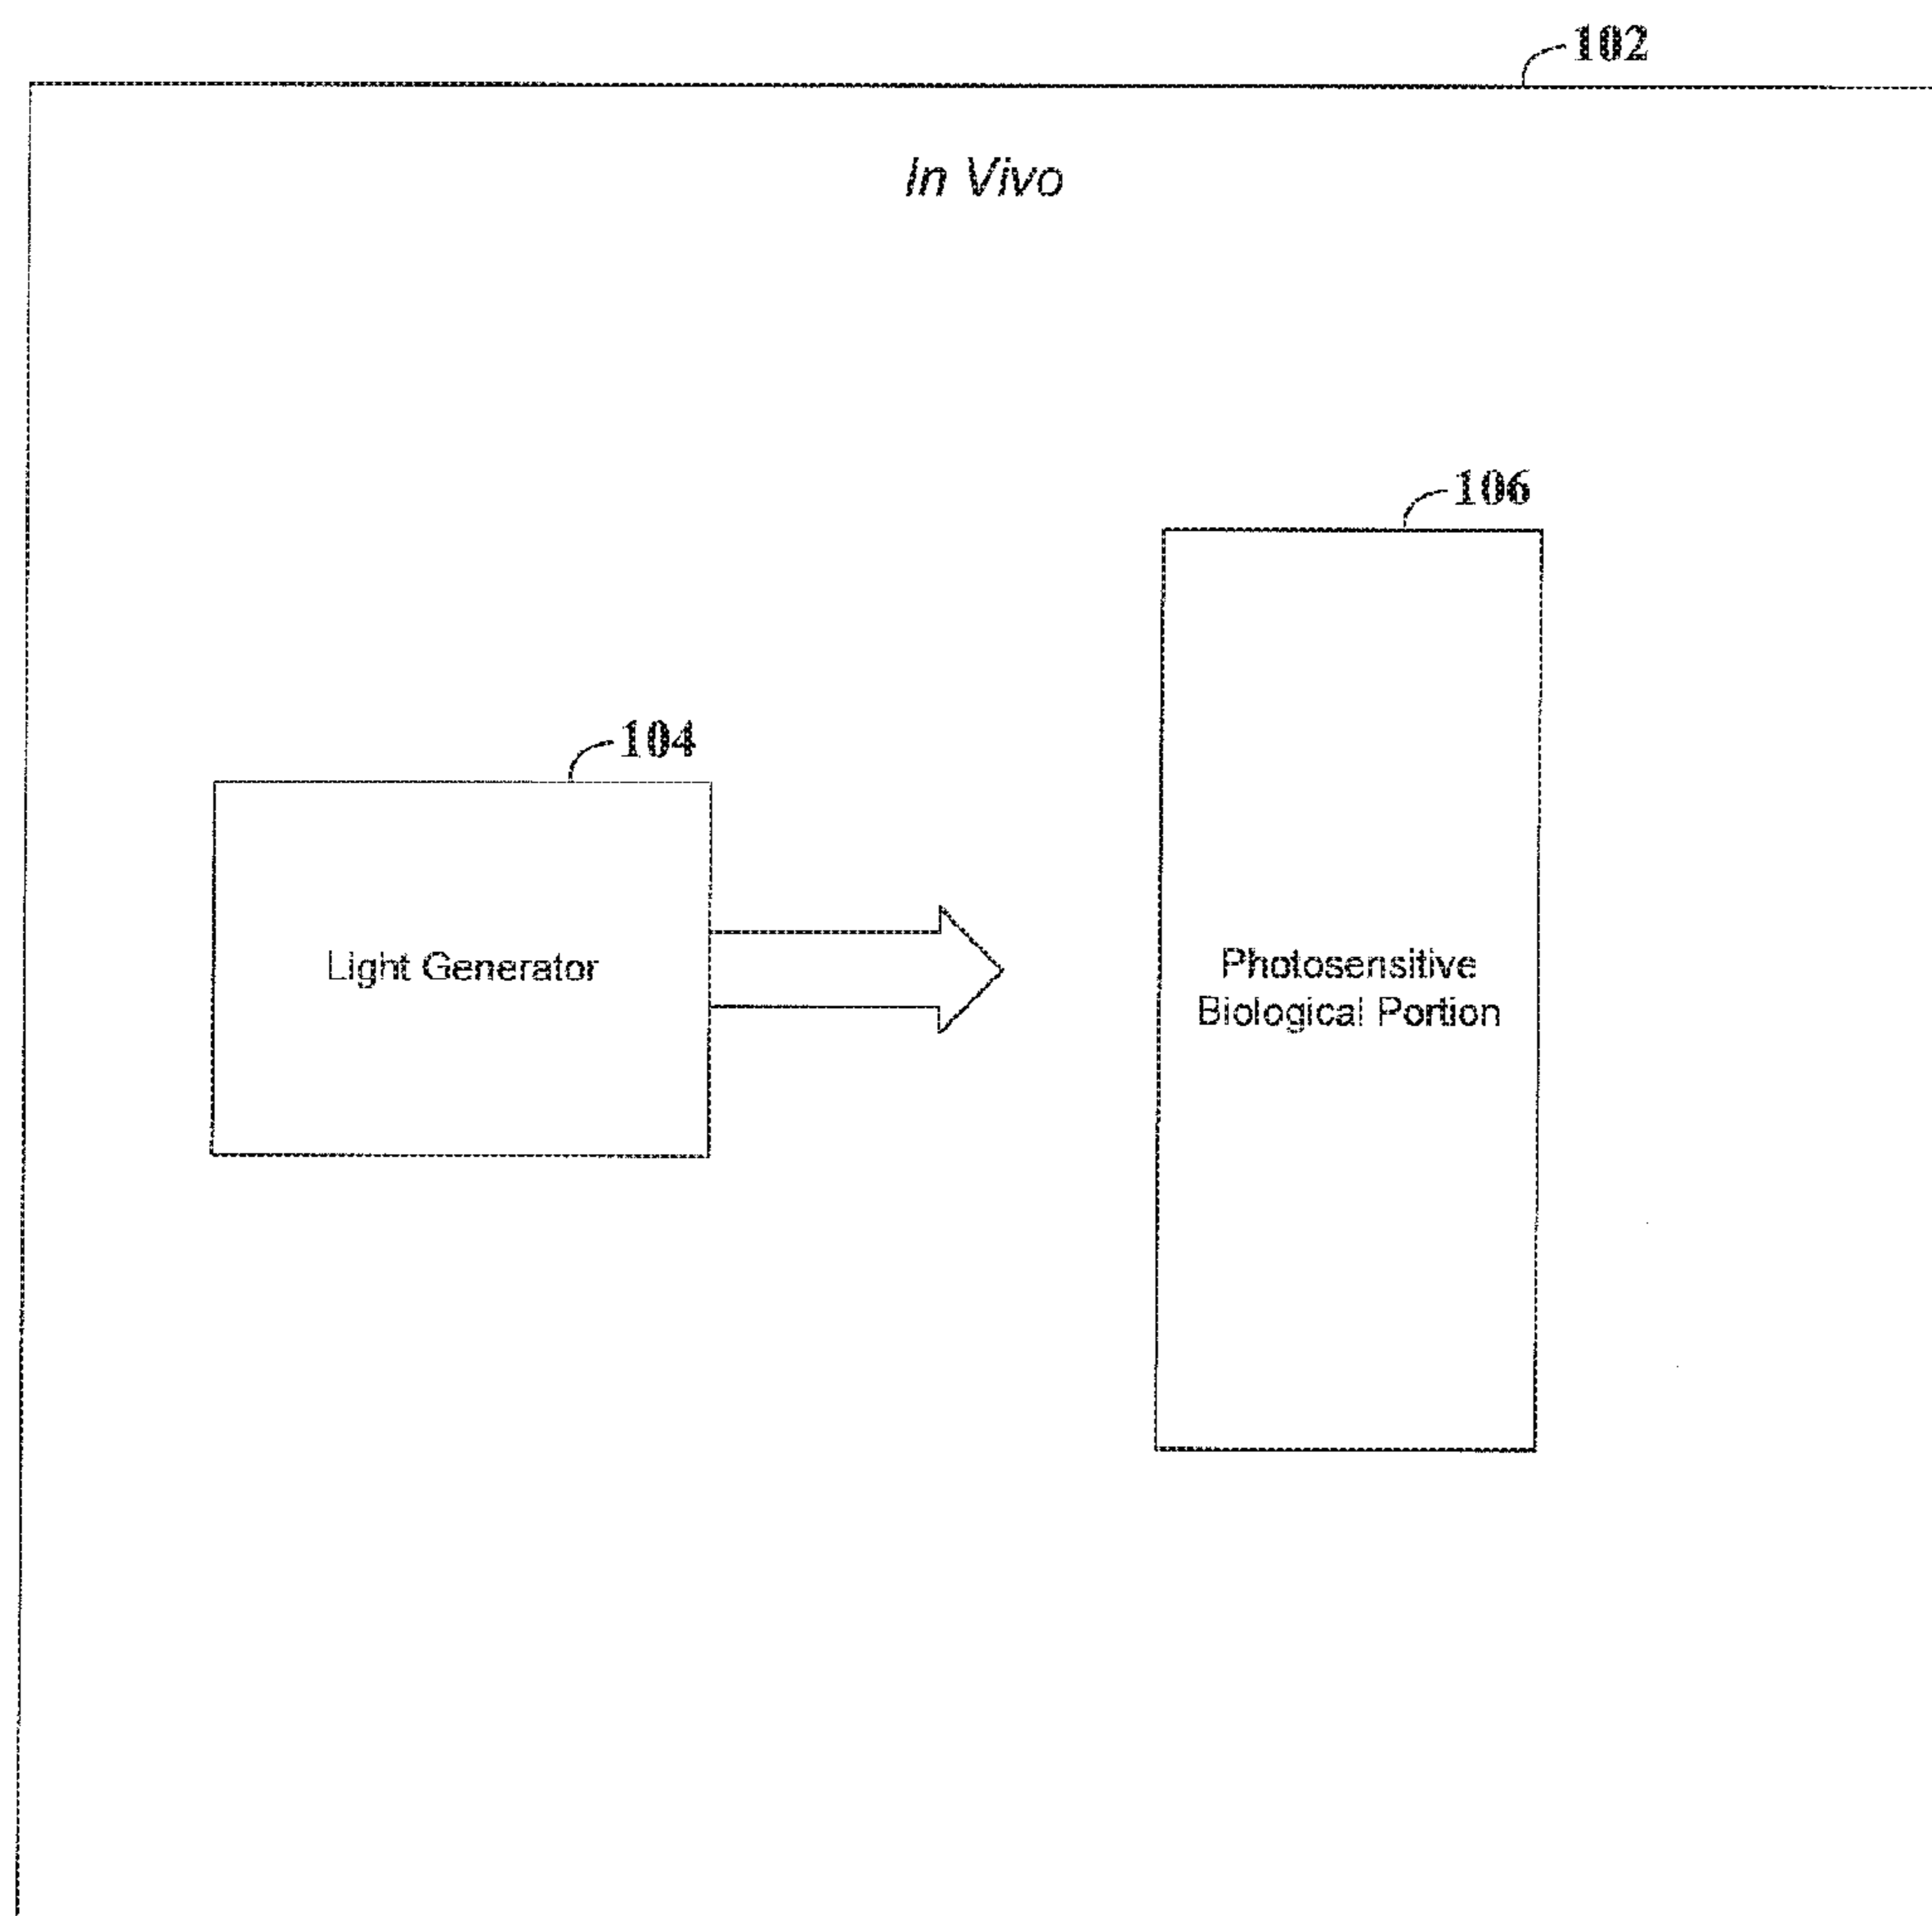 102
In Vivo
106
104
Light Generator
Photosensitive
Biological Portion